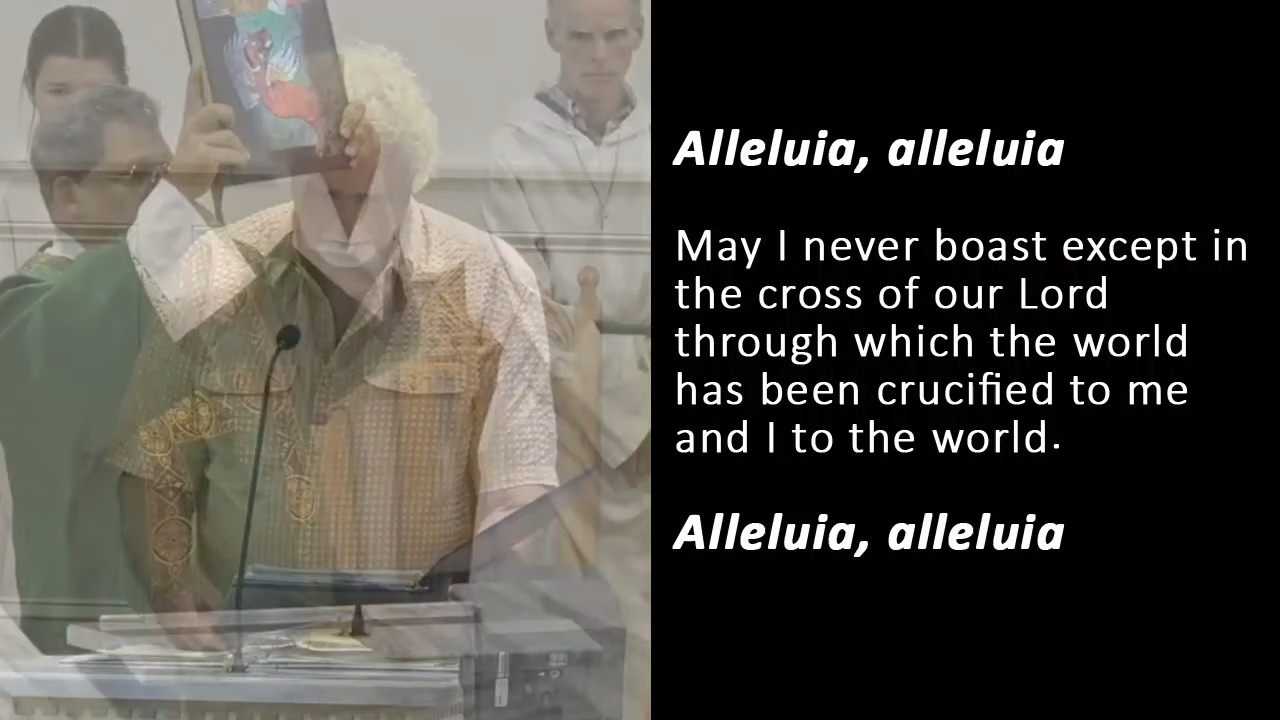 Alleluia, alleluia
May I never boast except in
the cross of our Lord
through which the world
has been crucified to me
and I to the world.
Alleluia, alleluia